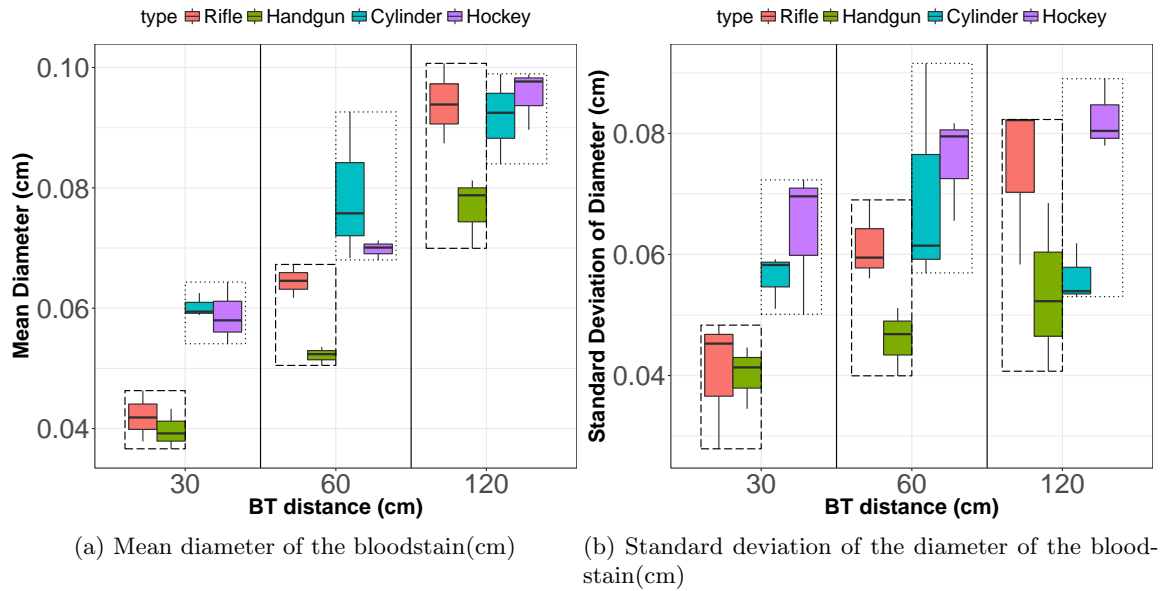 type Rifle Handgun Cylinder Hockey
Mean Diameter (cm)
0.10
0.08
0.06
0.04
30 60 120
BT distance (cm)
(a) Mean diameter of the bloodstain(cm)
type Rifle Handgun Cylinder Hockey
Standard Deviation of Diameter (cm)
0.08
0.06
0.04
30 60 120
BT distance (cm)
(b) Standard deviation of the diameter of the blood-
stain(cm)